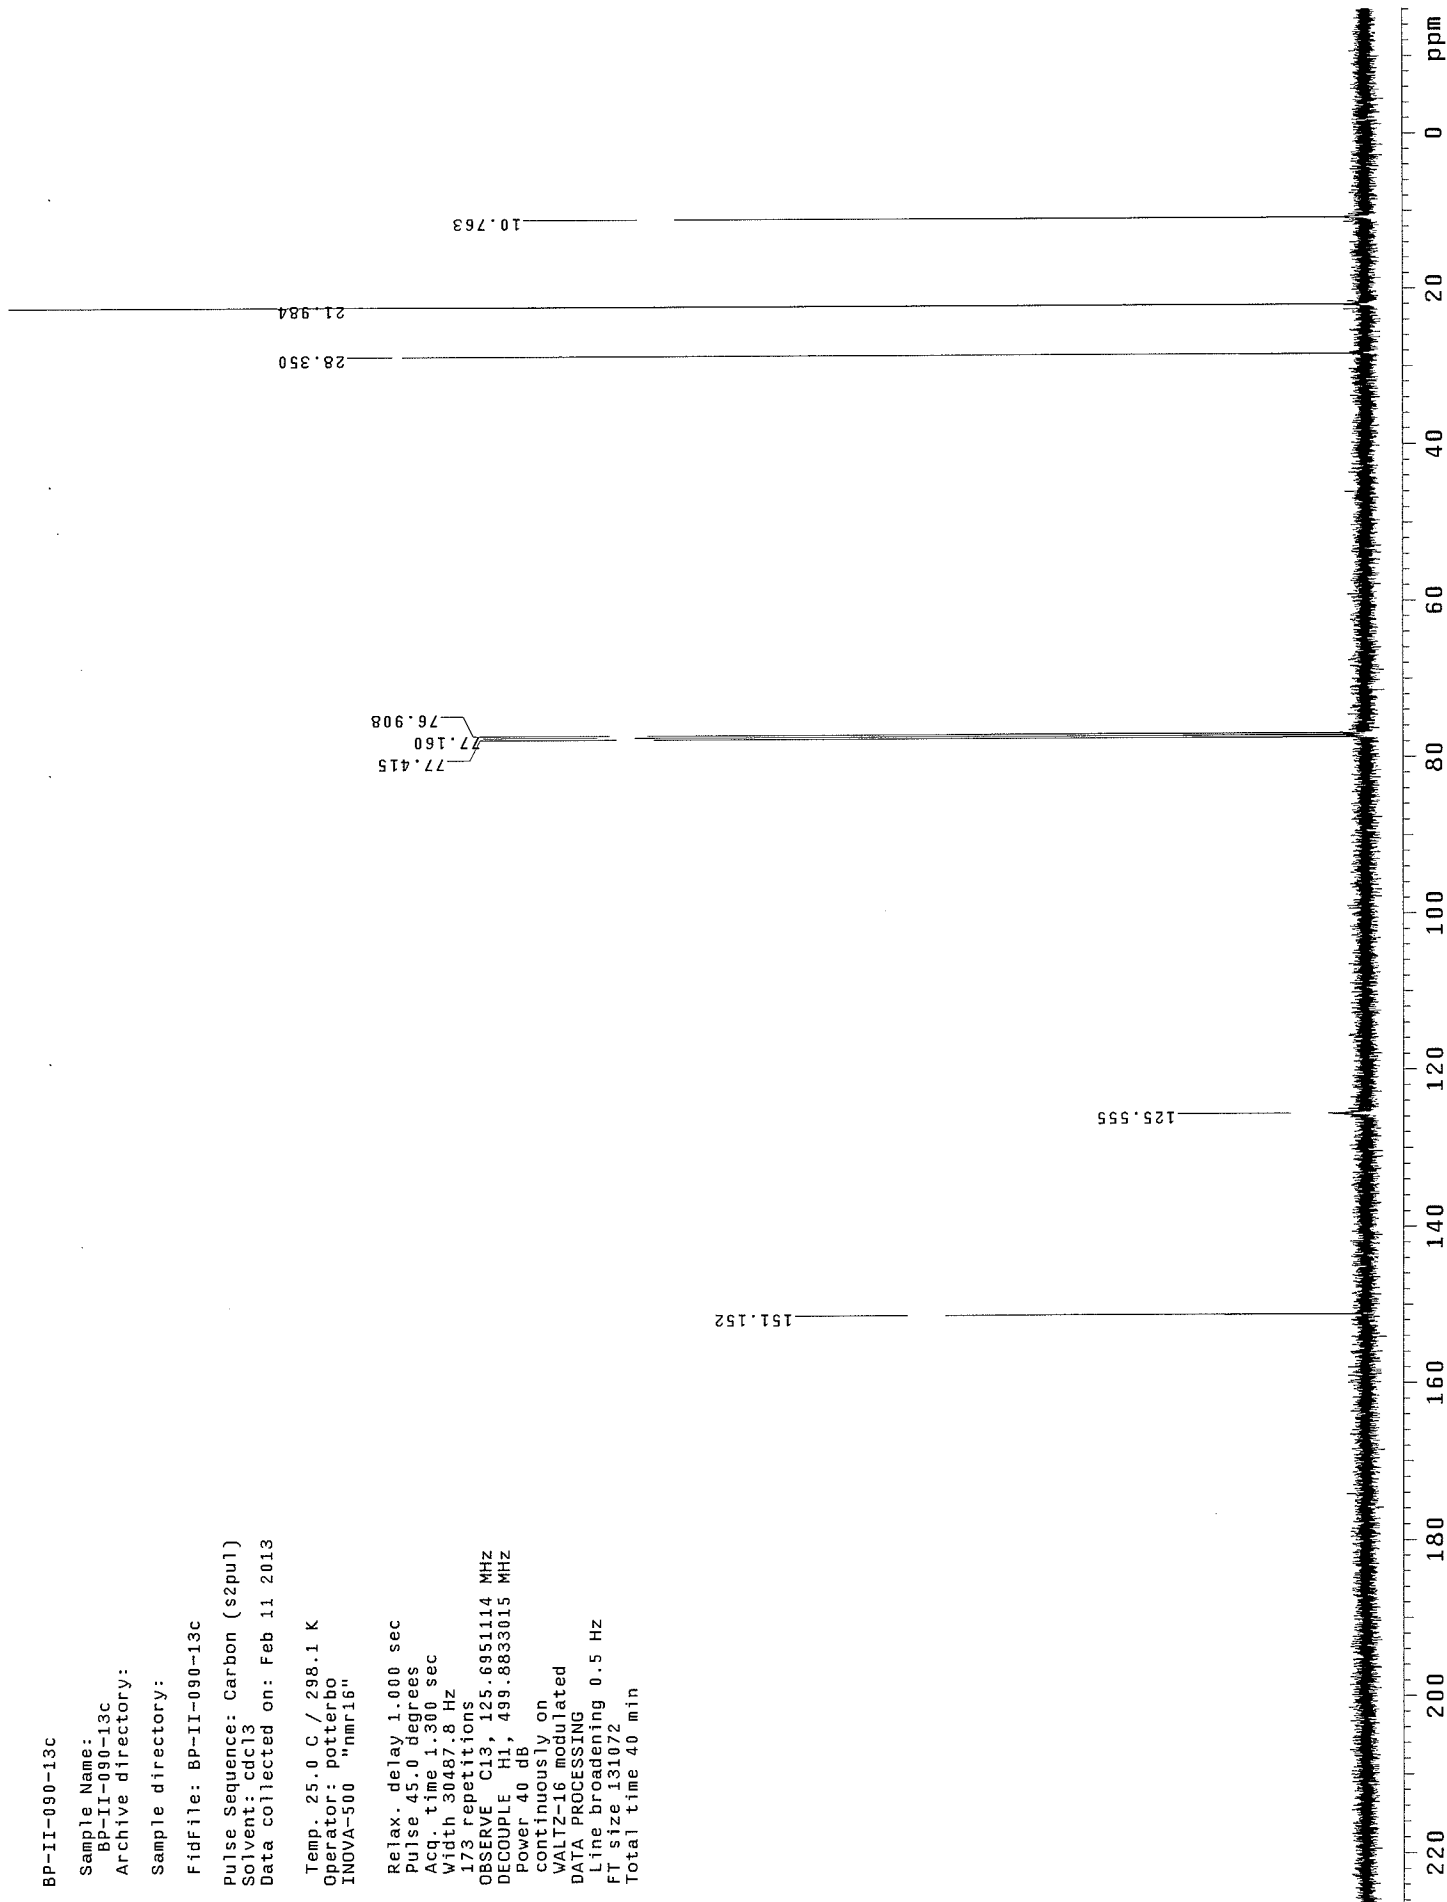 BP-II-090-13c
Sample Name:
BP-II-090-13c
Archive directory:
Sample directory:
FidFile: BP-II-090-13c
Pulse Sequence: Carbon (s2pul)
Solvent: cdcl3
Data collected on: Feb 11 2013
Temp. 25.0 C / 298.1 K
Operator: potterbo
INOVA-500 "nmr16"
Relax. delay 1.000 sec
Pulse 45.0 degrees
Acq. time 1.300 sec
Width 30487.8 Hz
173 repetitions
OBSERVE C13, 125.6951114 MHz
DECOUPLE H1, 499.8833015 MHz
Power 40 dB
continuously on
WALTZ-16 modulated
DATA PROCESSING
Line broadening 0.5 Hz
FT size 131072
Total time 40 min
151.152
125.555
77.415
77.160
76.908
28.350
21.984
10.763
220 200 180 160 140 120 100 80 60 40 20 0 ppm